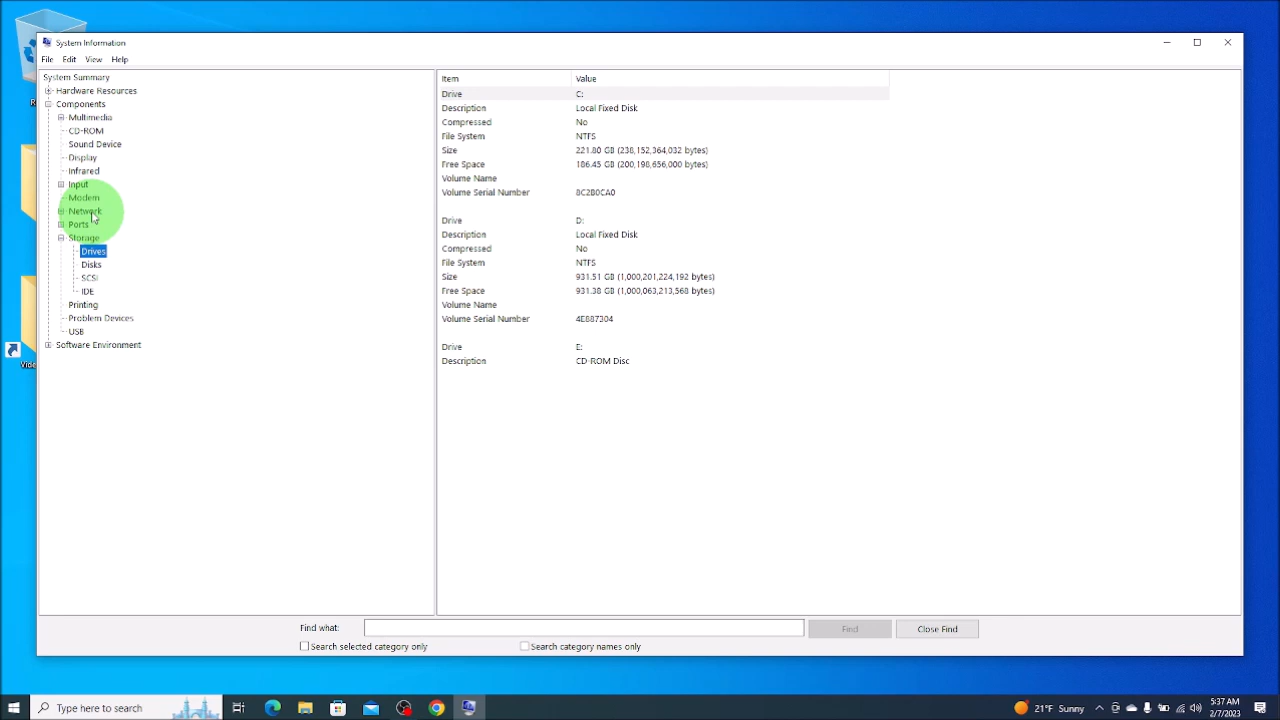 System Information
File Edit View Help
System Summary
Hardware Resources
Components
Multimedia
CD-ROM
Sound Device
Display
Infrared
Input
Modem
Network
Ports
Storage
Drives
Disks
SCSI
IDE
Printing
Problem Devices
USB
Software Environment
Item Value
Drive C:
Description Local Fixed Disk
Compressed No
File System NTFS
Size 221.80 GB (238,152,364,032 bytes)
Free Space 186.45 GB (200,198,656,000 bytes)
Volume Name
Volume Serial Number 8C2B0CA0
Drive D:
Description Local Fixed Disk
Compressed No
File System NTFS
Size 931.51 GB (1,000,201,224,192 bytes)
Free Space 931.38 GB (1,000,063,213,568 bytes)
Volume Name
Volume Serial Number 4E887304
Drive E:
Description CD-ROM Disc
Find what: Find Close Find
Search selected category only Search category names only
Type here to search
21°F Sunny
5:37 AM
2/7/2023